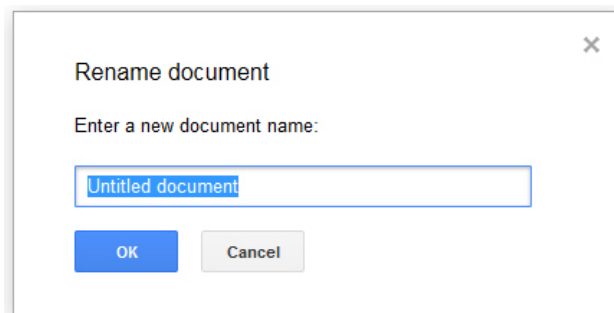 Rename document
Enter a new document name:
Untitled document
OK
Cancel